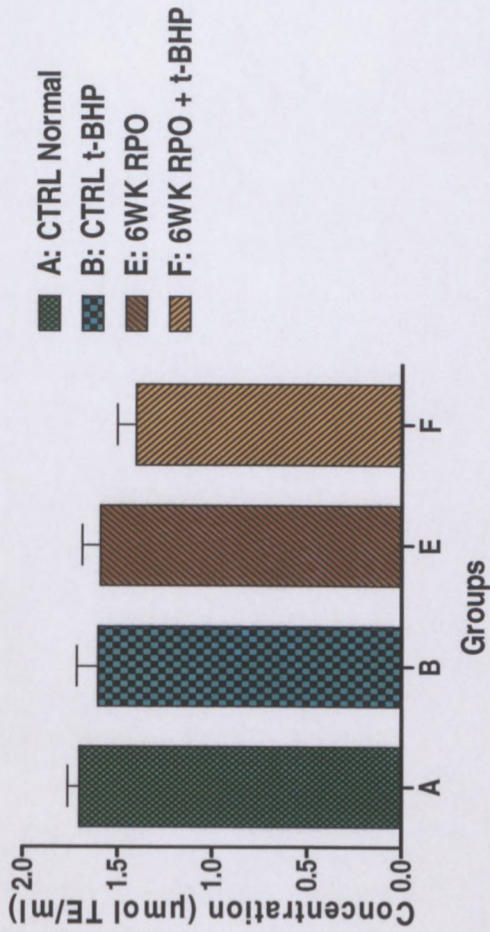 Concentration (µmol TE/ml)
2.0
1.5
1.0
0.5
0.0
A
B
E
F
Groups
A: CTRL Normal
B: CTRL t-BHP
E: 6WK RPO
F: 6WK RPO + t-BHP